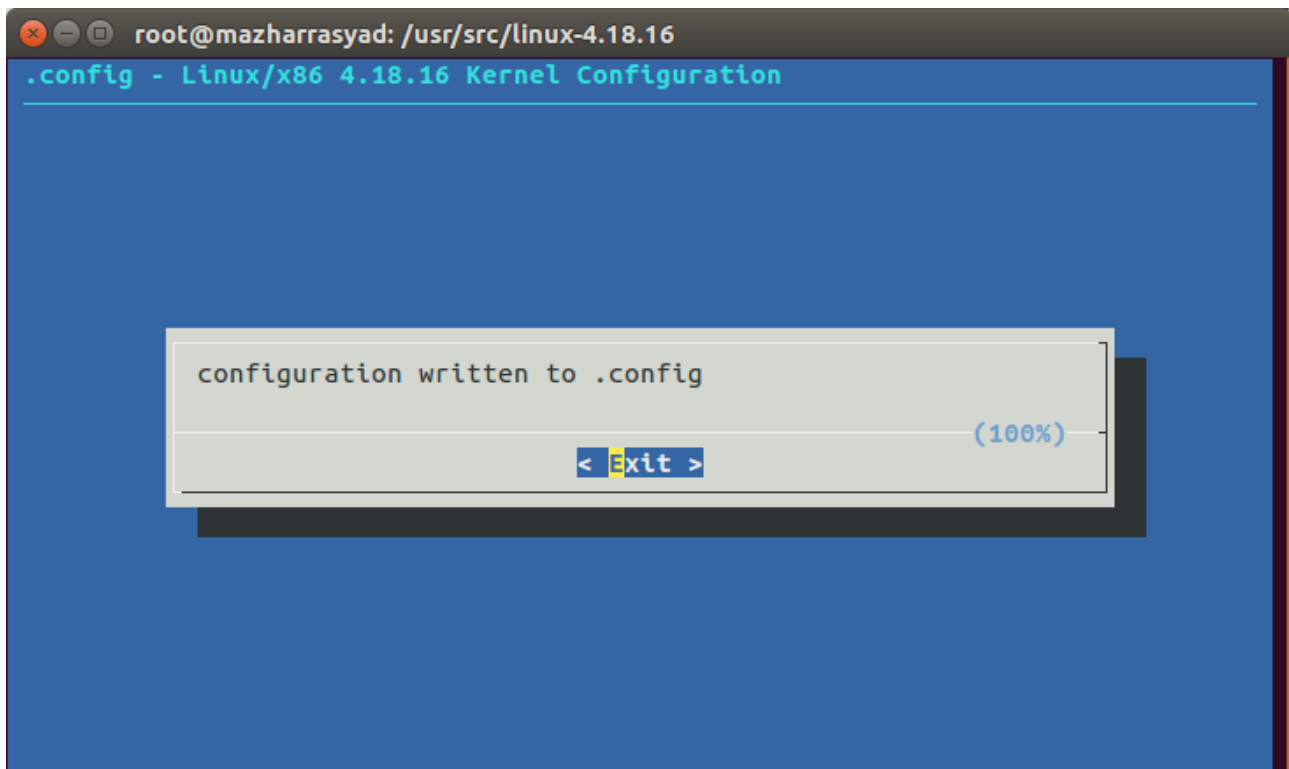 root@mazharrasyad: /usr/src/linux-4.18.16
.config - Linux/x86 4.18.16 Kernel Configuration
configuration written to .config
(100%)
< Exit >